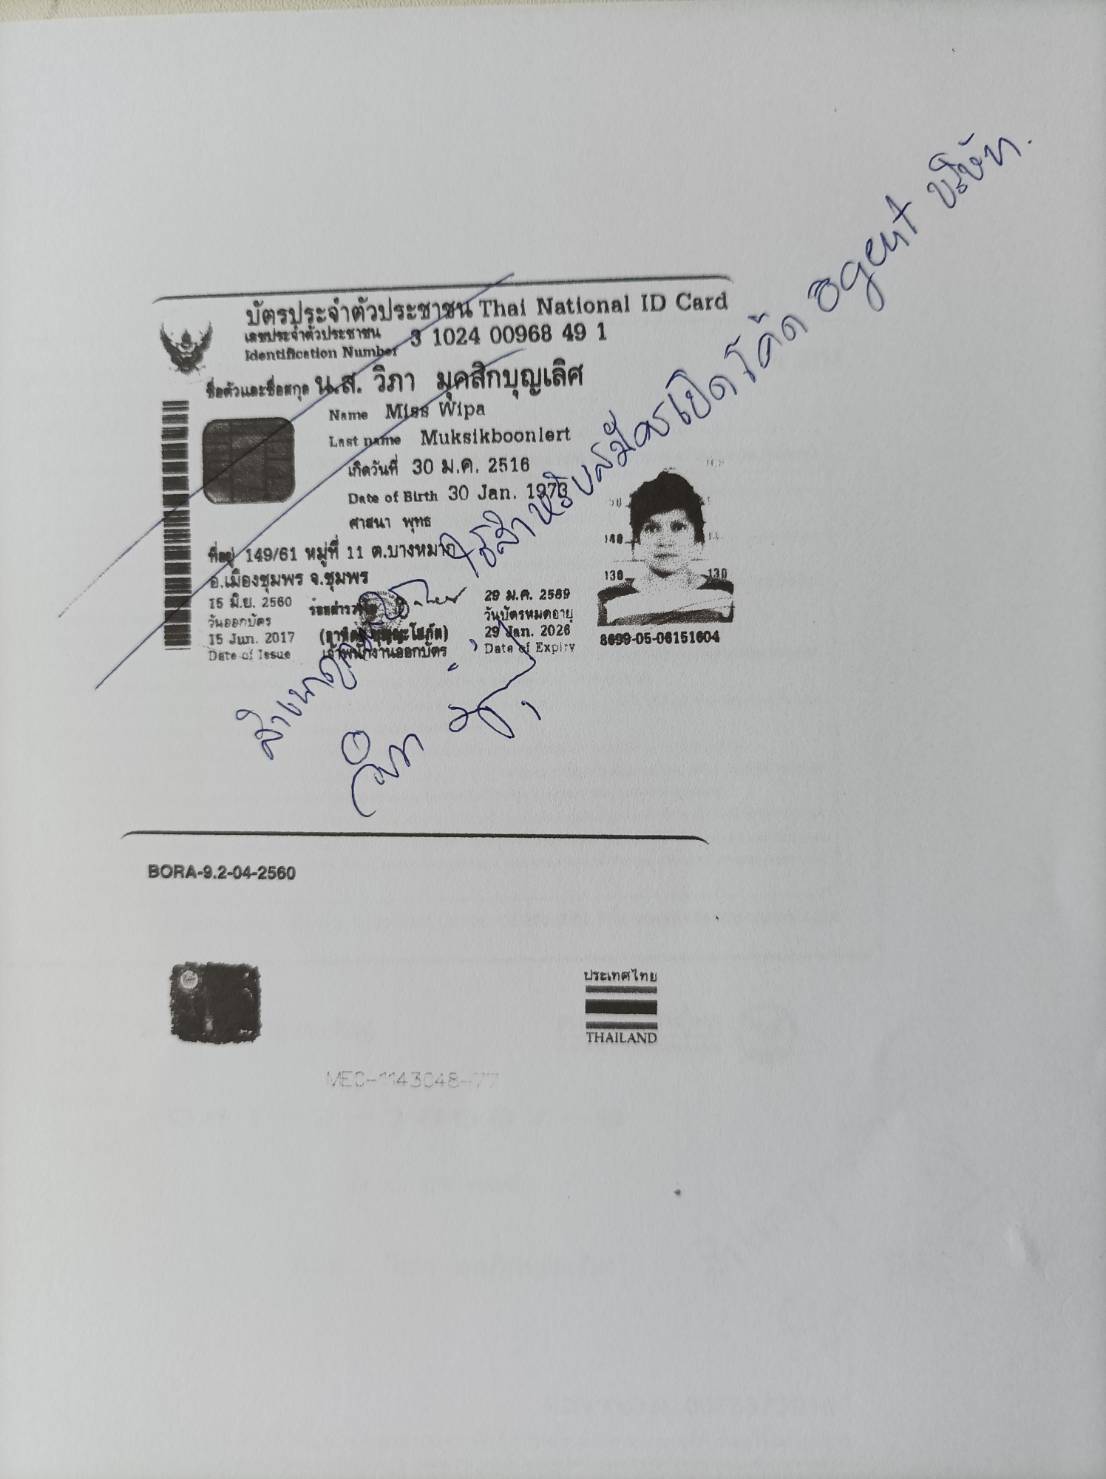 บัตรประจำตัวประชาชน Thai National ID Card
เลขประจำตัวประชาชน
Identification Number
3 1024 00968 49 1
ชื่อตัวและชื่อสกุล น.ส. วิภา มุคสิกบุญเลิศ
Name Miss Wipa
Last name Muksikboonlert
เกิดวันที่ 30 ม.ค. 2516
Date of Birth 30 Jan. 1973
ศาสนา พุทธ
ที่อยู่ 149/61 หมู่ที่ 11 ต.บางหมาก
อ.เมืองชุมพร จ.ชุมพร
15 มิ.ย. 2560
วันออกบัตร
15 Jun. 2017
Date of Issue
ร้อยตำรวจโท
เจ้าพนักงานออกบัตร
29 ม.ค. 2569
วันบัตรหมดอายุ
29 Jan. 2026
Date of Expiry
150
140
130 130
8699-05-06151604
สำเนาถูกต้อง ใช้สำหรับสมัครเปิดโค้ด agent บริษัท.
วิภา
BORA-9.2-04-2560
ประเทศไทย
THAILAND